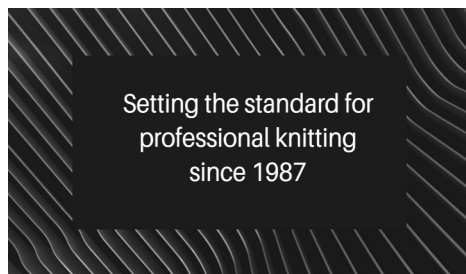 Setting the standard for
professional knitting
since 1987